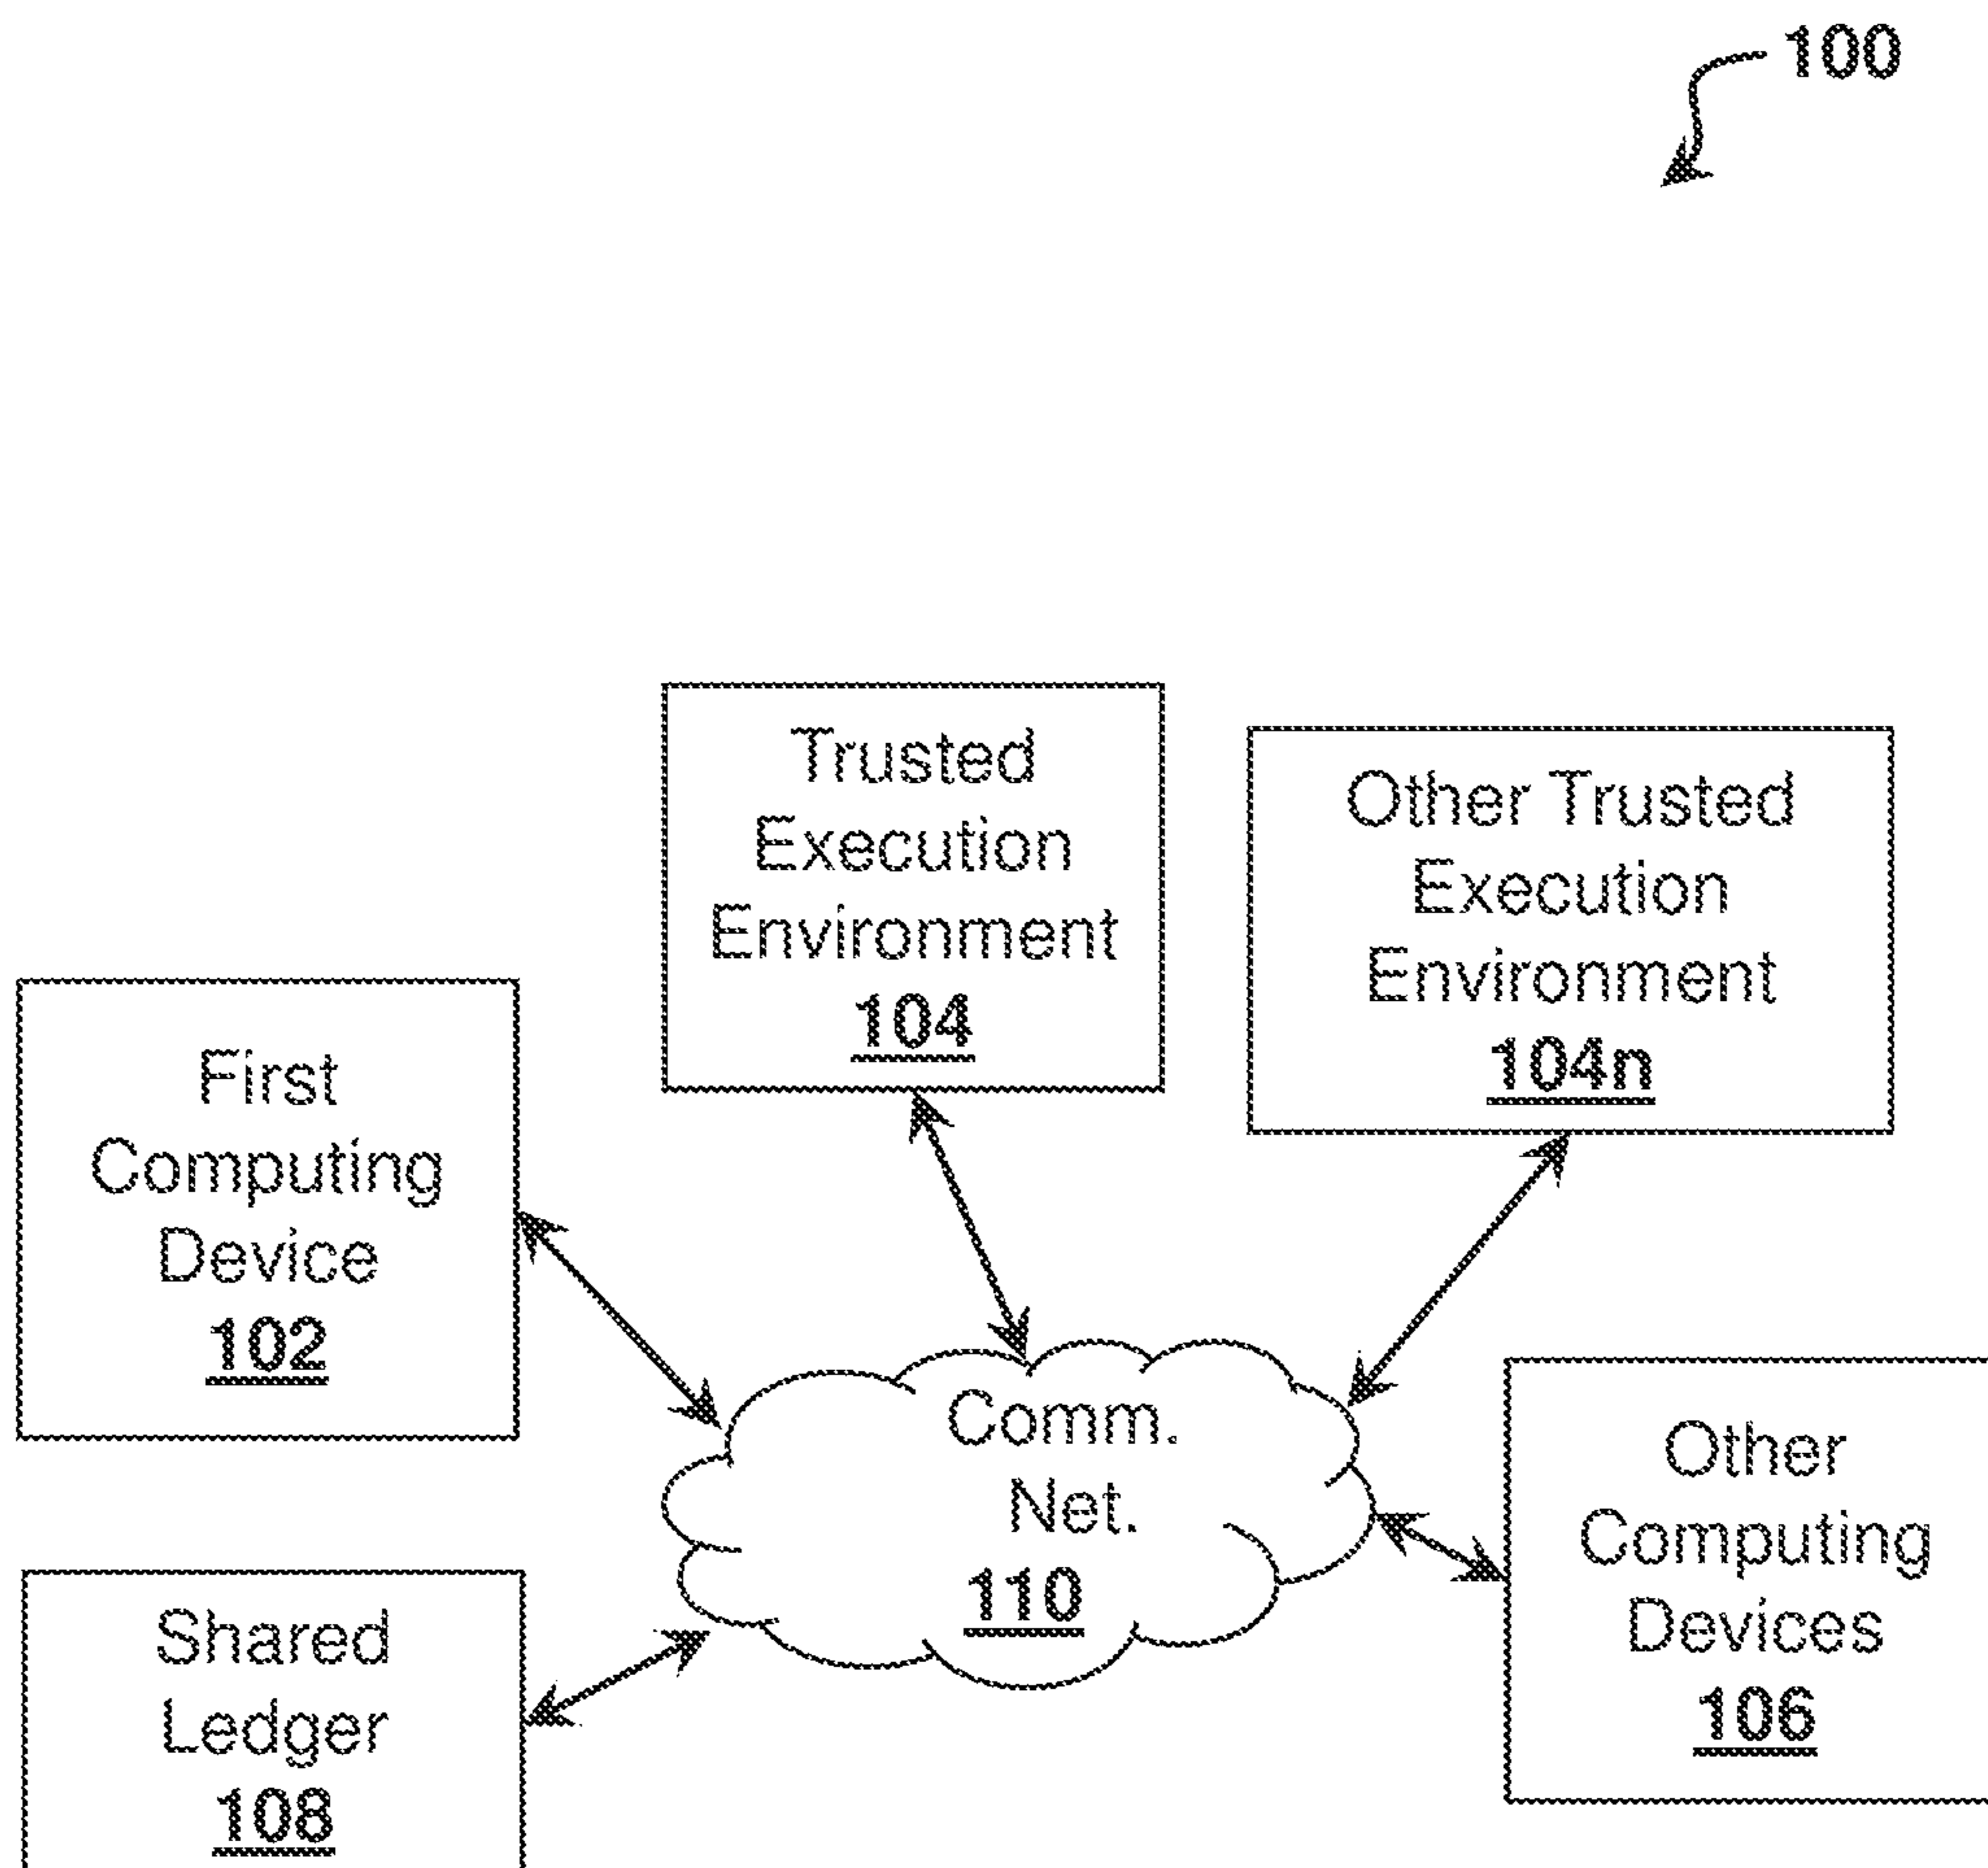 100
Trusted
Execution
Environment
104
Other Trusted
Execution
Environment
104n
First
Computing
Device
102
Comm.
Net.
110
Other
Computing
Devices
106
Shared
Ledger
108